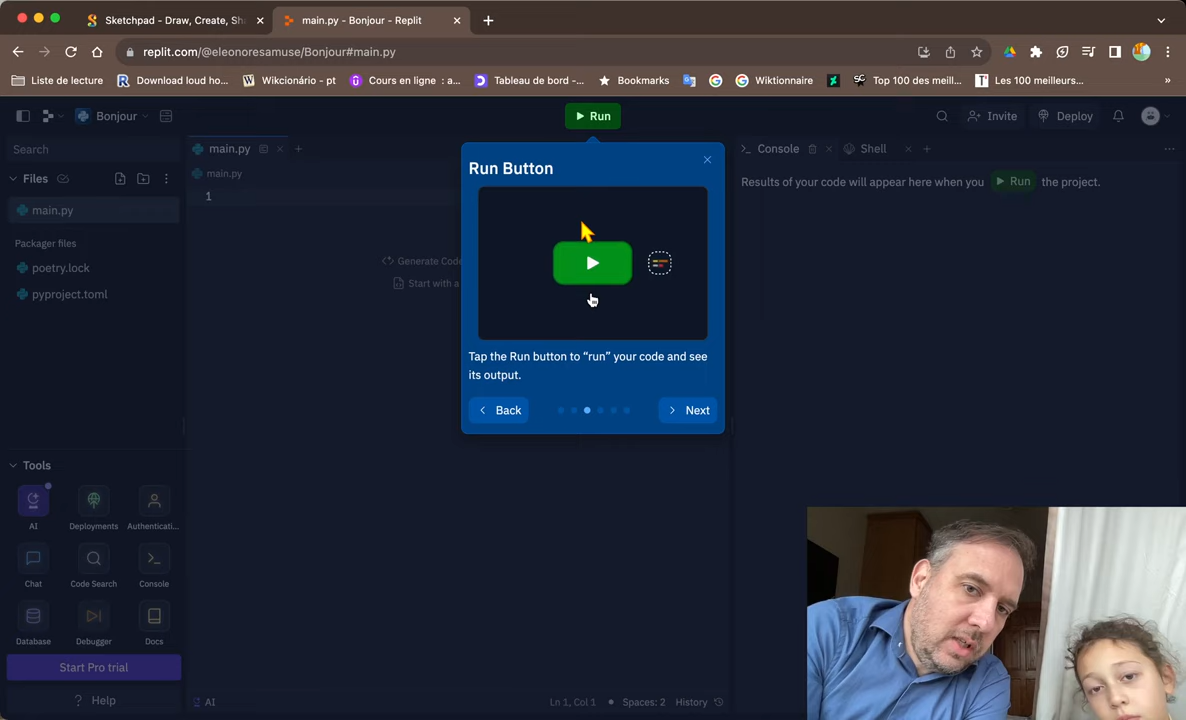 Sketchpad - Draw, Create, Sh
main.py - Bonjour - Replit
replit.com/@eleonoresamuse/Bonjour#main.py
Liste de lecture
Download loud ho...
Wikcionário - pt
Cours en ligne : a...
Tableau de bord -...
Bookmarks
Wiktionnaire
Top 100 des meill...
Les 100 meilleurs...
»
Bonjour
Run
Invite
Deploy
Search
main.py
Console
Shell
Files
main.py
Run Button
Results of your code will appear here when you Run the project.
main.py
1
Packager files
poetry.lock
pyproject.toml
Generate Code
Start with a
Tap the Run button to “run” your code and see
its output.
Back
Next
Tools
AI
Deployments
Authenticati...
Chat
Code Search
Console
Database
Debugger
Docs
Start Pro trial
? Help
AI
Ln 1, Col 1
Spaces: 2
History